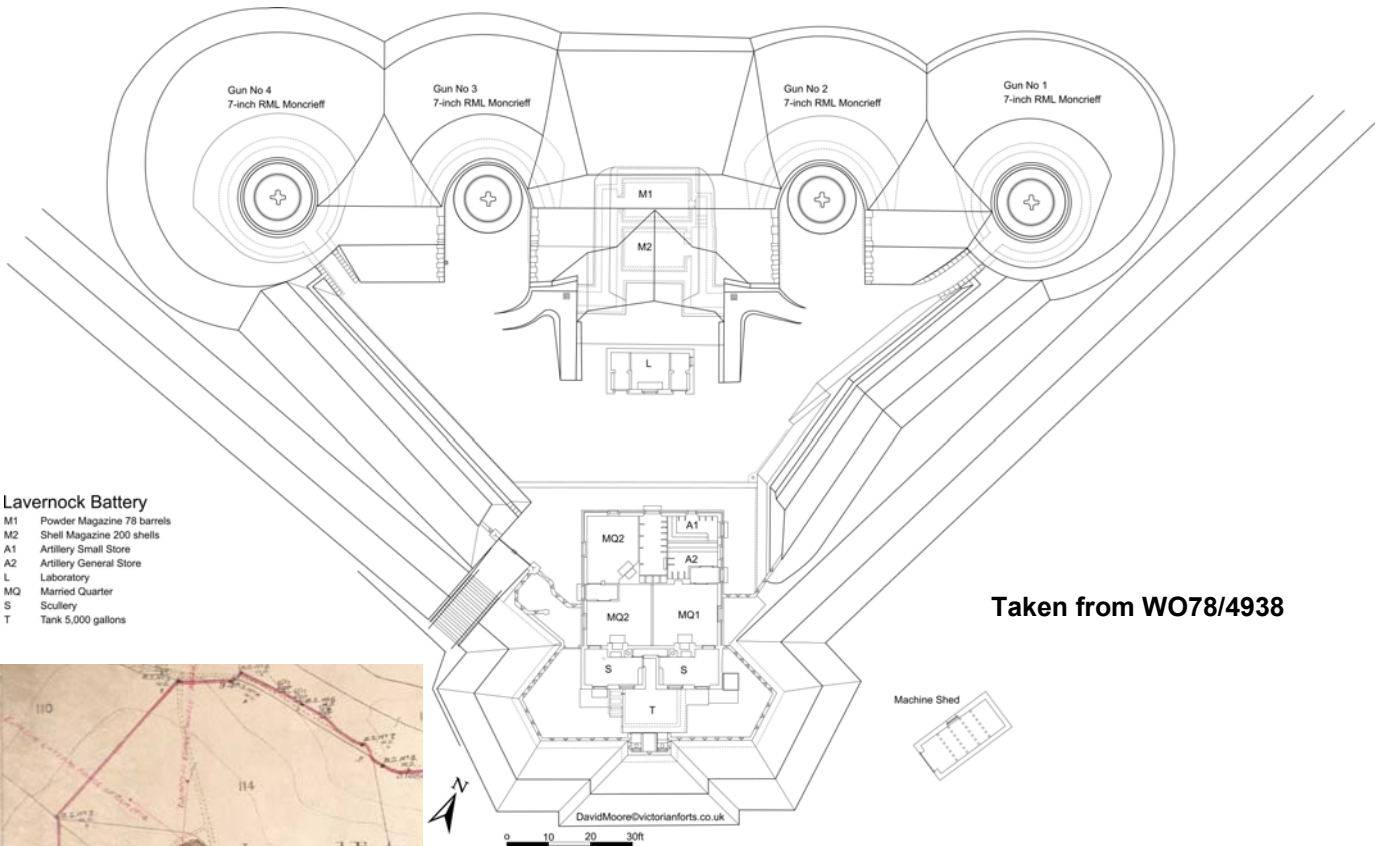 Gun No 4
7-inch RML Moncrieff
Gun No 3
7-inch RML Moncrieff
Gun No 2
7-inch RML Moncrieff
Gun No 1
7-inch RML Moncrieff
M1
M2
L
Lavernock Battery
M1 Powder Magazine 78 barrels
M2 Shell Magazine 200 shells
A1 Artillery Small Store
A2 Artillery General Store
L Laboratory
MQ Married Quarter
S Scullery
T Tank 5,000 gallons
A1
MQ2
A2
MQ2
MQ1
S
S
T
Taken from WO78/4938
Machine Shed
N
DavidMoore©victorianforts.co.uk
0 10 20 30ft
110
114